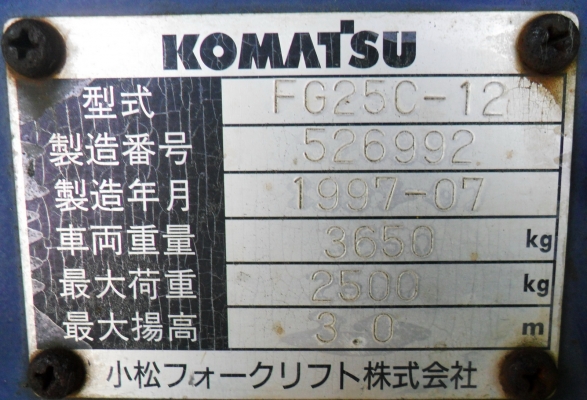 KOMATSU
型式 FG25C-12
製造番号 526992
製造年月 1997-07
車両重量 3650 kg
最大荷重 2500 kg
最大揚高 3.0 m
小松フォークリフト株式会社